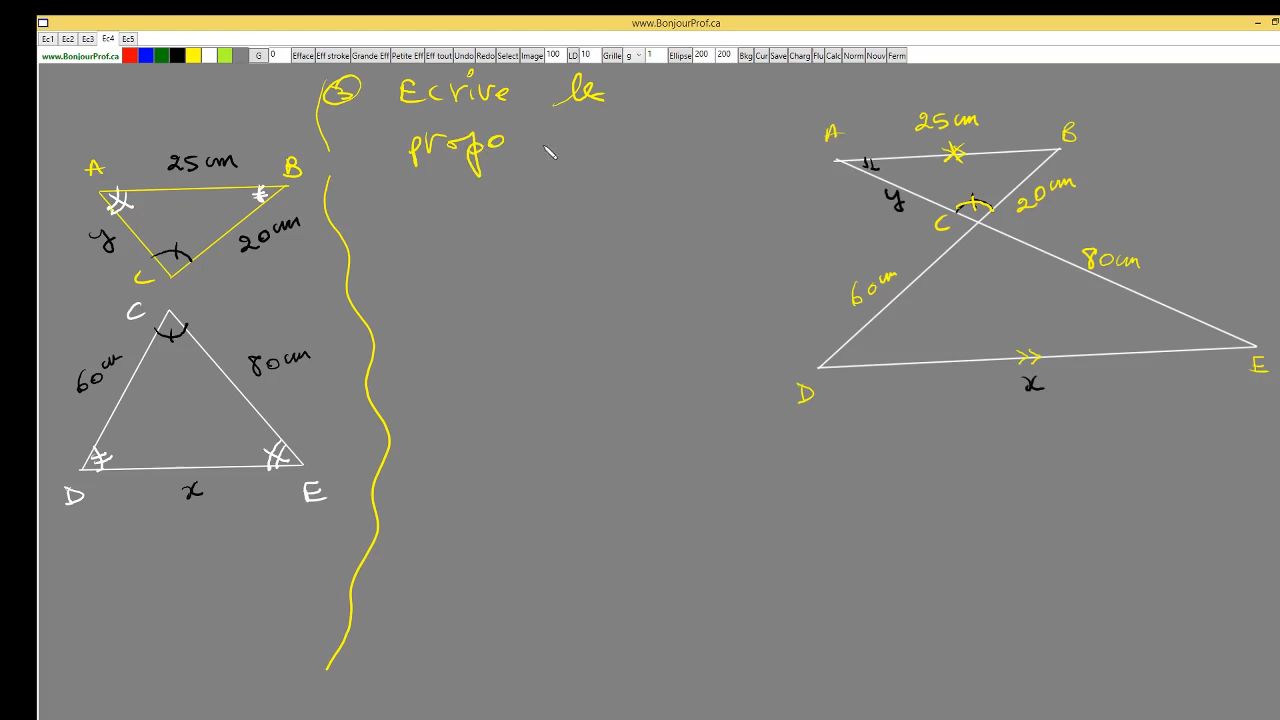 www.BonjourProf.ca
Ec1 Ec2 Ec3 Ec4 Ec5
www.BonjourProf.ca G 0 Efface Eff stroke Grande Eff Petite Eff Eff tout Undo Redo Select Image 100 LD 10 Grille g 1 Ellipse 200 200 Bkg Cur Sauv Charg Flu Calc Norm Nouv Ferm
3 Ecrire
propo
A 25 cm B
y 20 cm
C
C
60 cm 80 cm
D x E
A 25 cm B
y C 20 cm
60 cm 80 cm
D x E